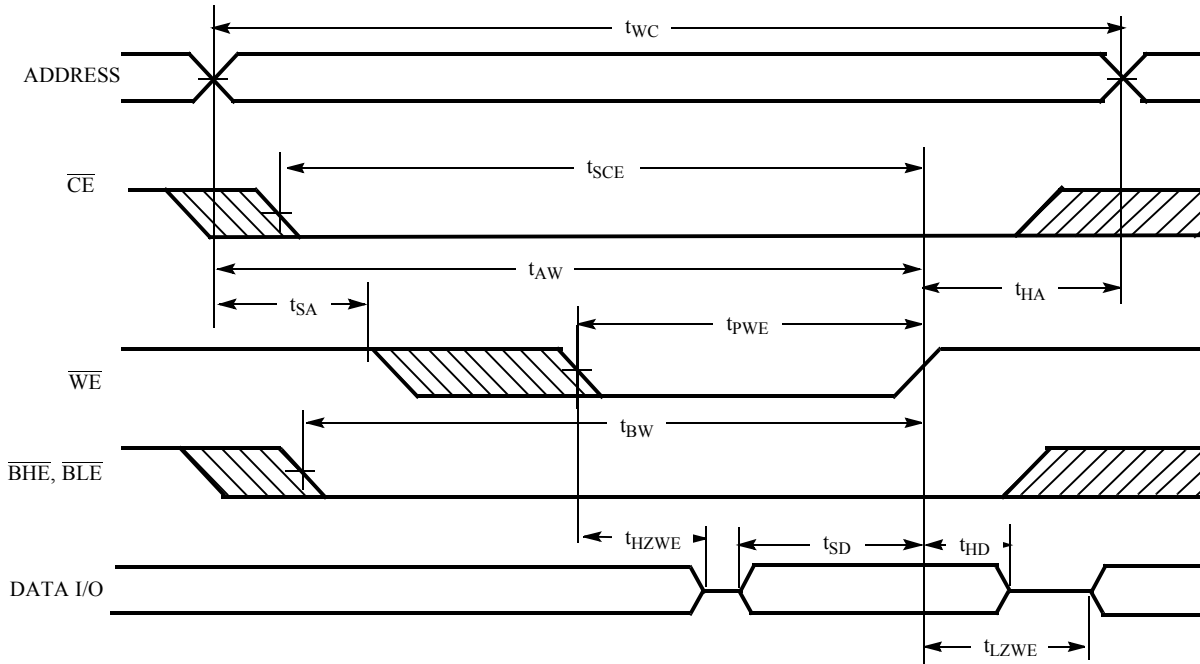 tWC
ADDRESS
tSCE
CE
tAW
tSA
tHA
tPWE
WE
tBW
BHE, BLE
tHZWE
tSD
tHD
DATA I/O
tLZWE